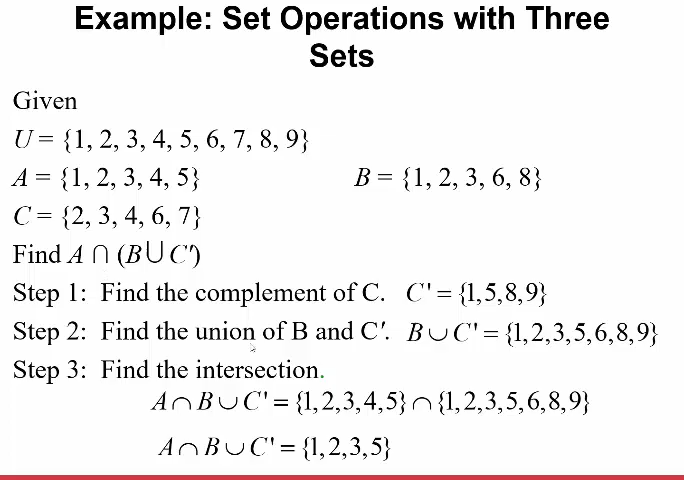 Example: Set Operations with Three
Sets
Given
U = {1, 2, 3, 4, 5, 6, 7, 8, 9}
A = {1, 2, 3, 4, 5} B = {1, 2, 3, 6, 8}
C = {2, 3, 4, 6, 7}
Find A ∩ (B ∪ C′)
Step 1: Find the complement of C. C' = {1,5,8,9}
Step 2: Find the union of B and C′. B ∪ C' = {1,2,3,5,6,8,9}
Step 3: Find the intersection.
A ∩ B ∪ C' = {1,2,3,4,5} ∩ {1,2,3,5,6,8,9}
A ∩ B ∪ C' = {1,2,3,5}